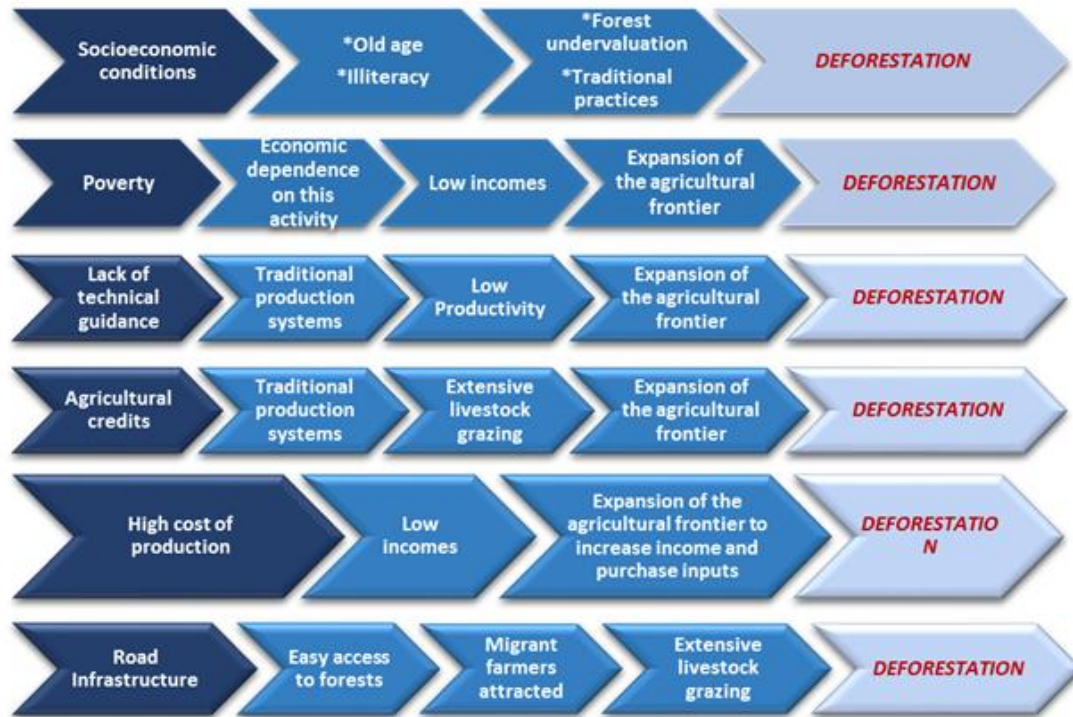 Socioeconomic
conditions
*Old age
*Illiteracy
*Forest
undervaluation
*Traditional
practices
DEFORESTATION
Poverty
Economic
dependence
on this
activity
Low incomes
Expansion of
the agricultural
frontier
DEFORESTATION
Lack of
technical
guidance
Traditional
production
systems
Low
Productivity
Expansion of
the agricultural
frontier
DEFORESTATION
Agricultural
credits
Traditional
production
systems
Extensive
livestock
grazing
Expansion of
the agricultural
frontier
DEFORESTATION
High cost of
production
Low
incomes
Expansion of the
agricultural frontier to
increase income and
purchase inputs
DEFORESTATIO
N
Road
Infrastructure
Easy access
to forests
Migrant
farmers
attracted
Extensive
livestock
grazing
DEFORESTATION